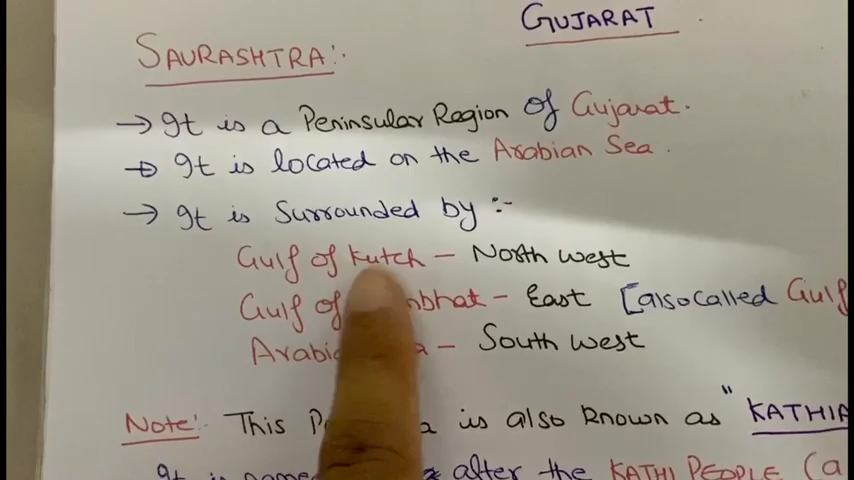 GUJARAT
SAURASHTRA:-
→ It is a Peninsular Region of Gujarat.
→ It is located on the Arabian Sea.
→ It is Surrounded by :-
Gulf of Kutch - North West
Gulf of - East [also called Gulf
- South West
Note:- This is also known as "KATHIA
It is after the KATHI PEOPLE (a